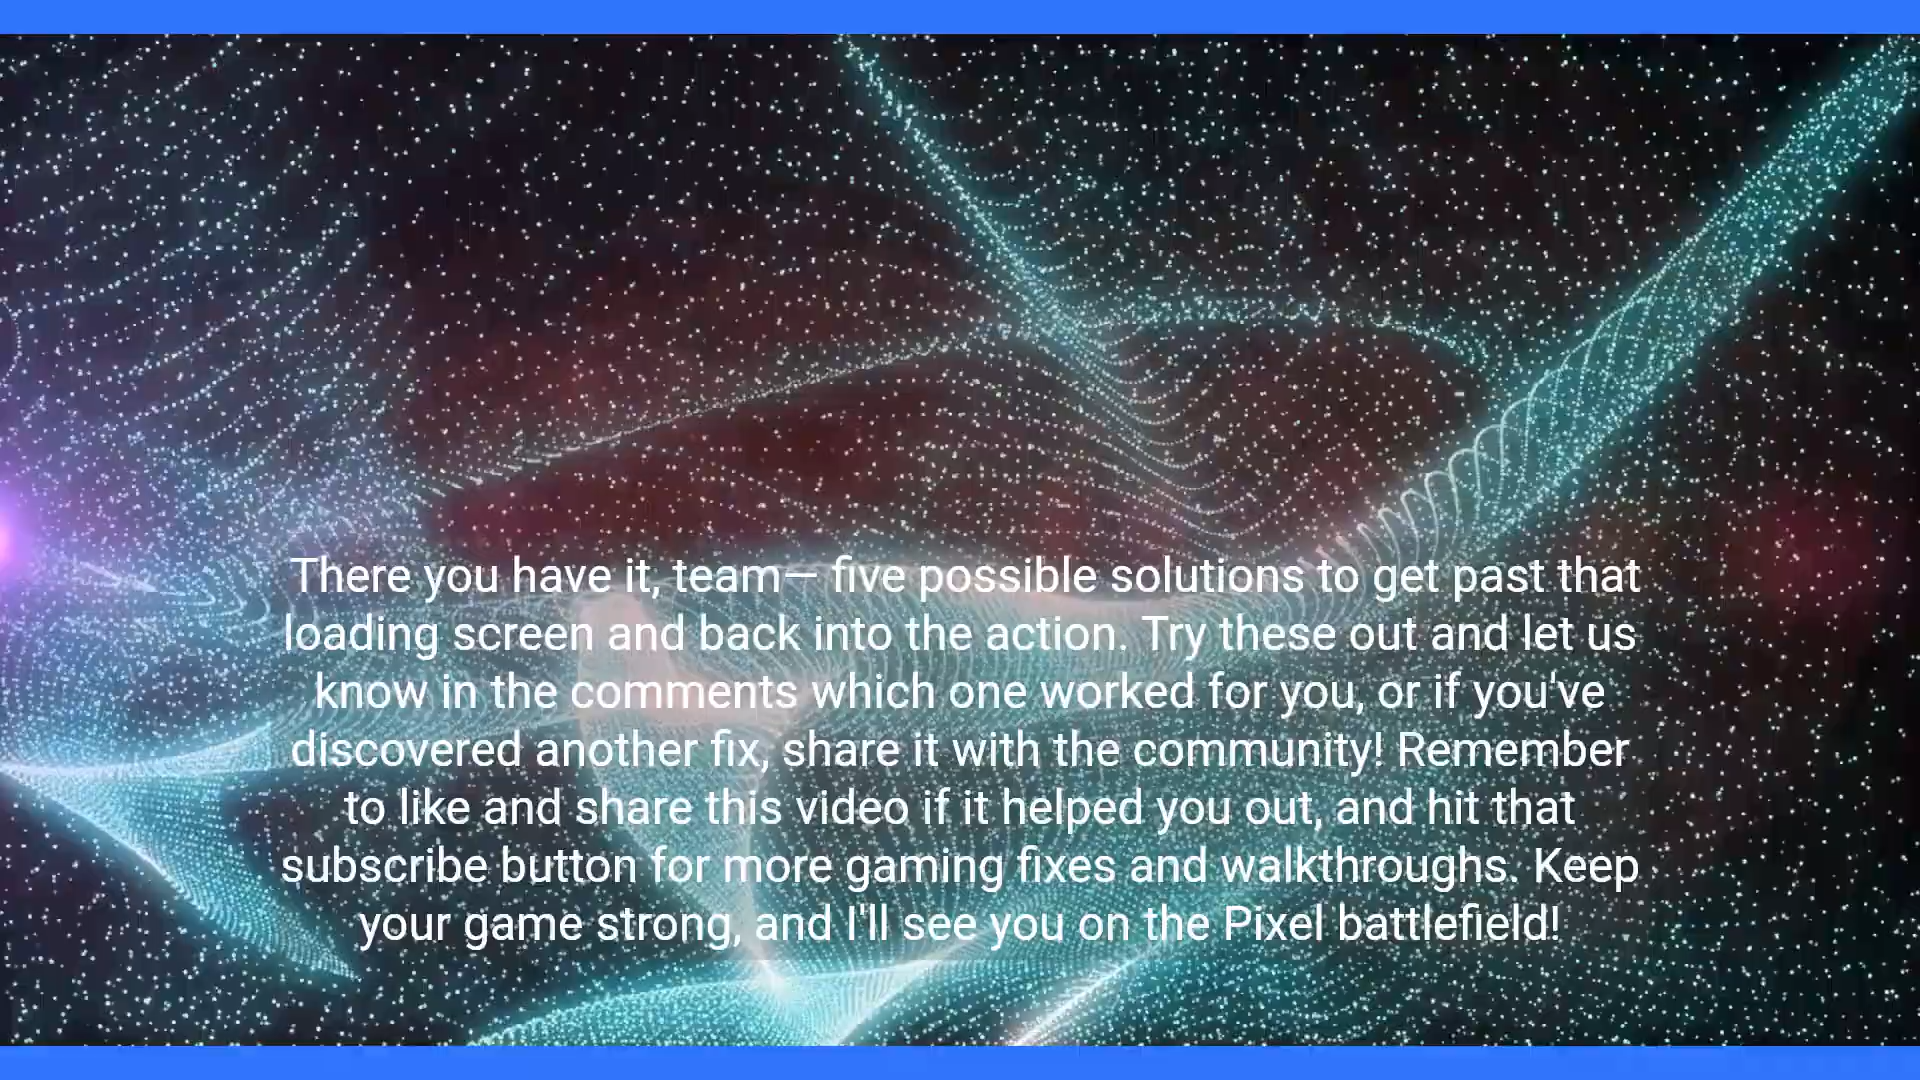 There you have it, team— five possible solutions to get past that
loading screen and back into the action. Try these out and let us
know in the comments which one worked for you, or if you've
discovered another fix, share it with the community! Remember
to like and share this video if it helped you out, and hit that
subscribe button for more gaming fixes and walkthroughs. Keep
your game strong, and I'll see you on the Pixel battlefield!